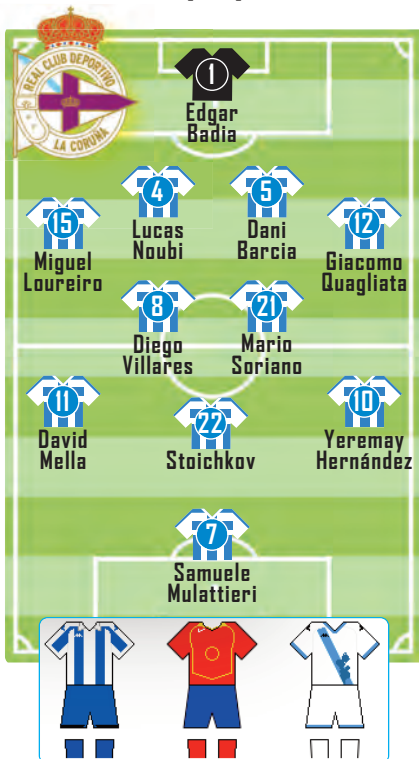 REAL CLUB DEPORTIVO
LA CORUÑA
1
Edgar
Badia
4
Lucas
Noubi
5
Dani
Barcia
15
Miguel
Loureiro
12
Giacomo
Quagliata
8
Diego
Villares
21
Mario
Soriano
11
David
Mella
22
Stoichkov
10
Yeremay
Hernández
7
Samuele
Mulattieri